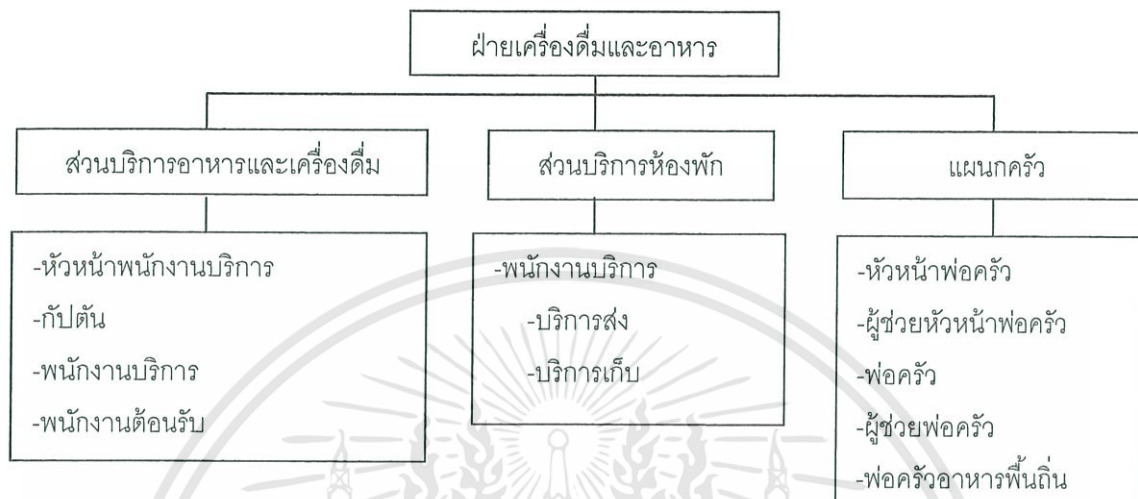 ฝ่ายเครื่องดื่มและอาหาร
ส่วนบริการอาหารและเครื่องดื่ม
-หัวหน้าพนักงานบริการ
-กัปตัน
-พนักงานบริการ
-พนักงานต้อนรับ
ส่วนบริการห้องพัก
-พนักงานบริการ
-บริการส่ง
-บริการเก็บ
แผนกครัว
-หัวหน้าพ่อครัว
-ผู้ช่วยหัวหน้าพ่อครัว
-พ่อครัว
-ผู้ช่วยพ่อครัว
-พ่อครัวอาหารพื้นถิ่น